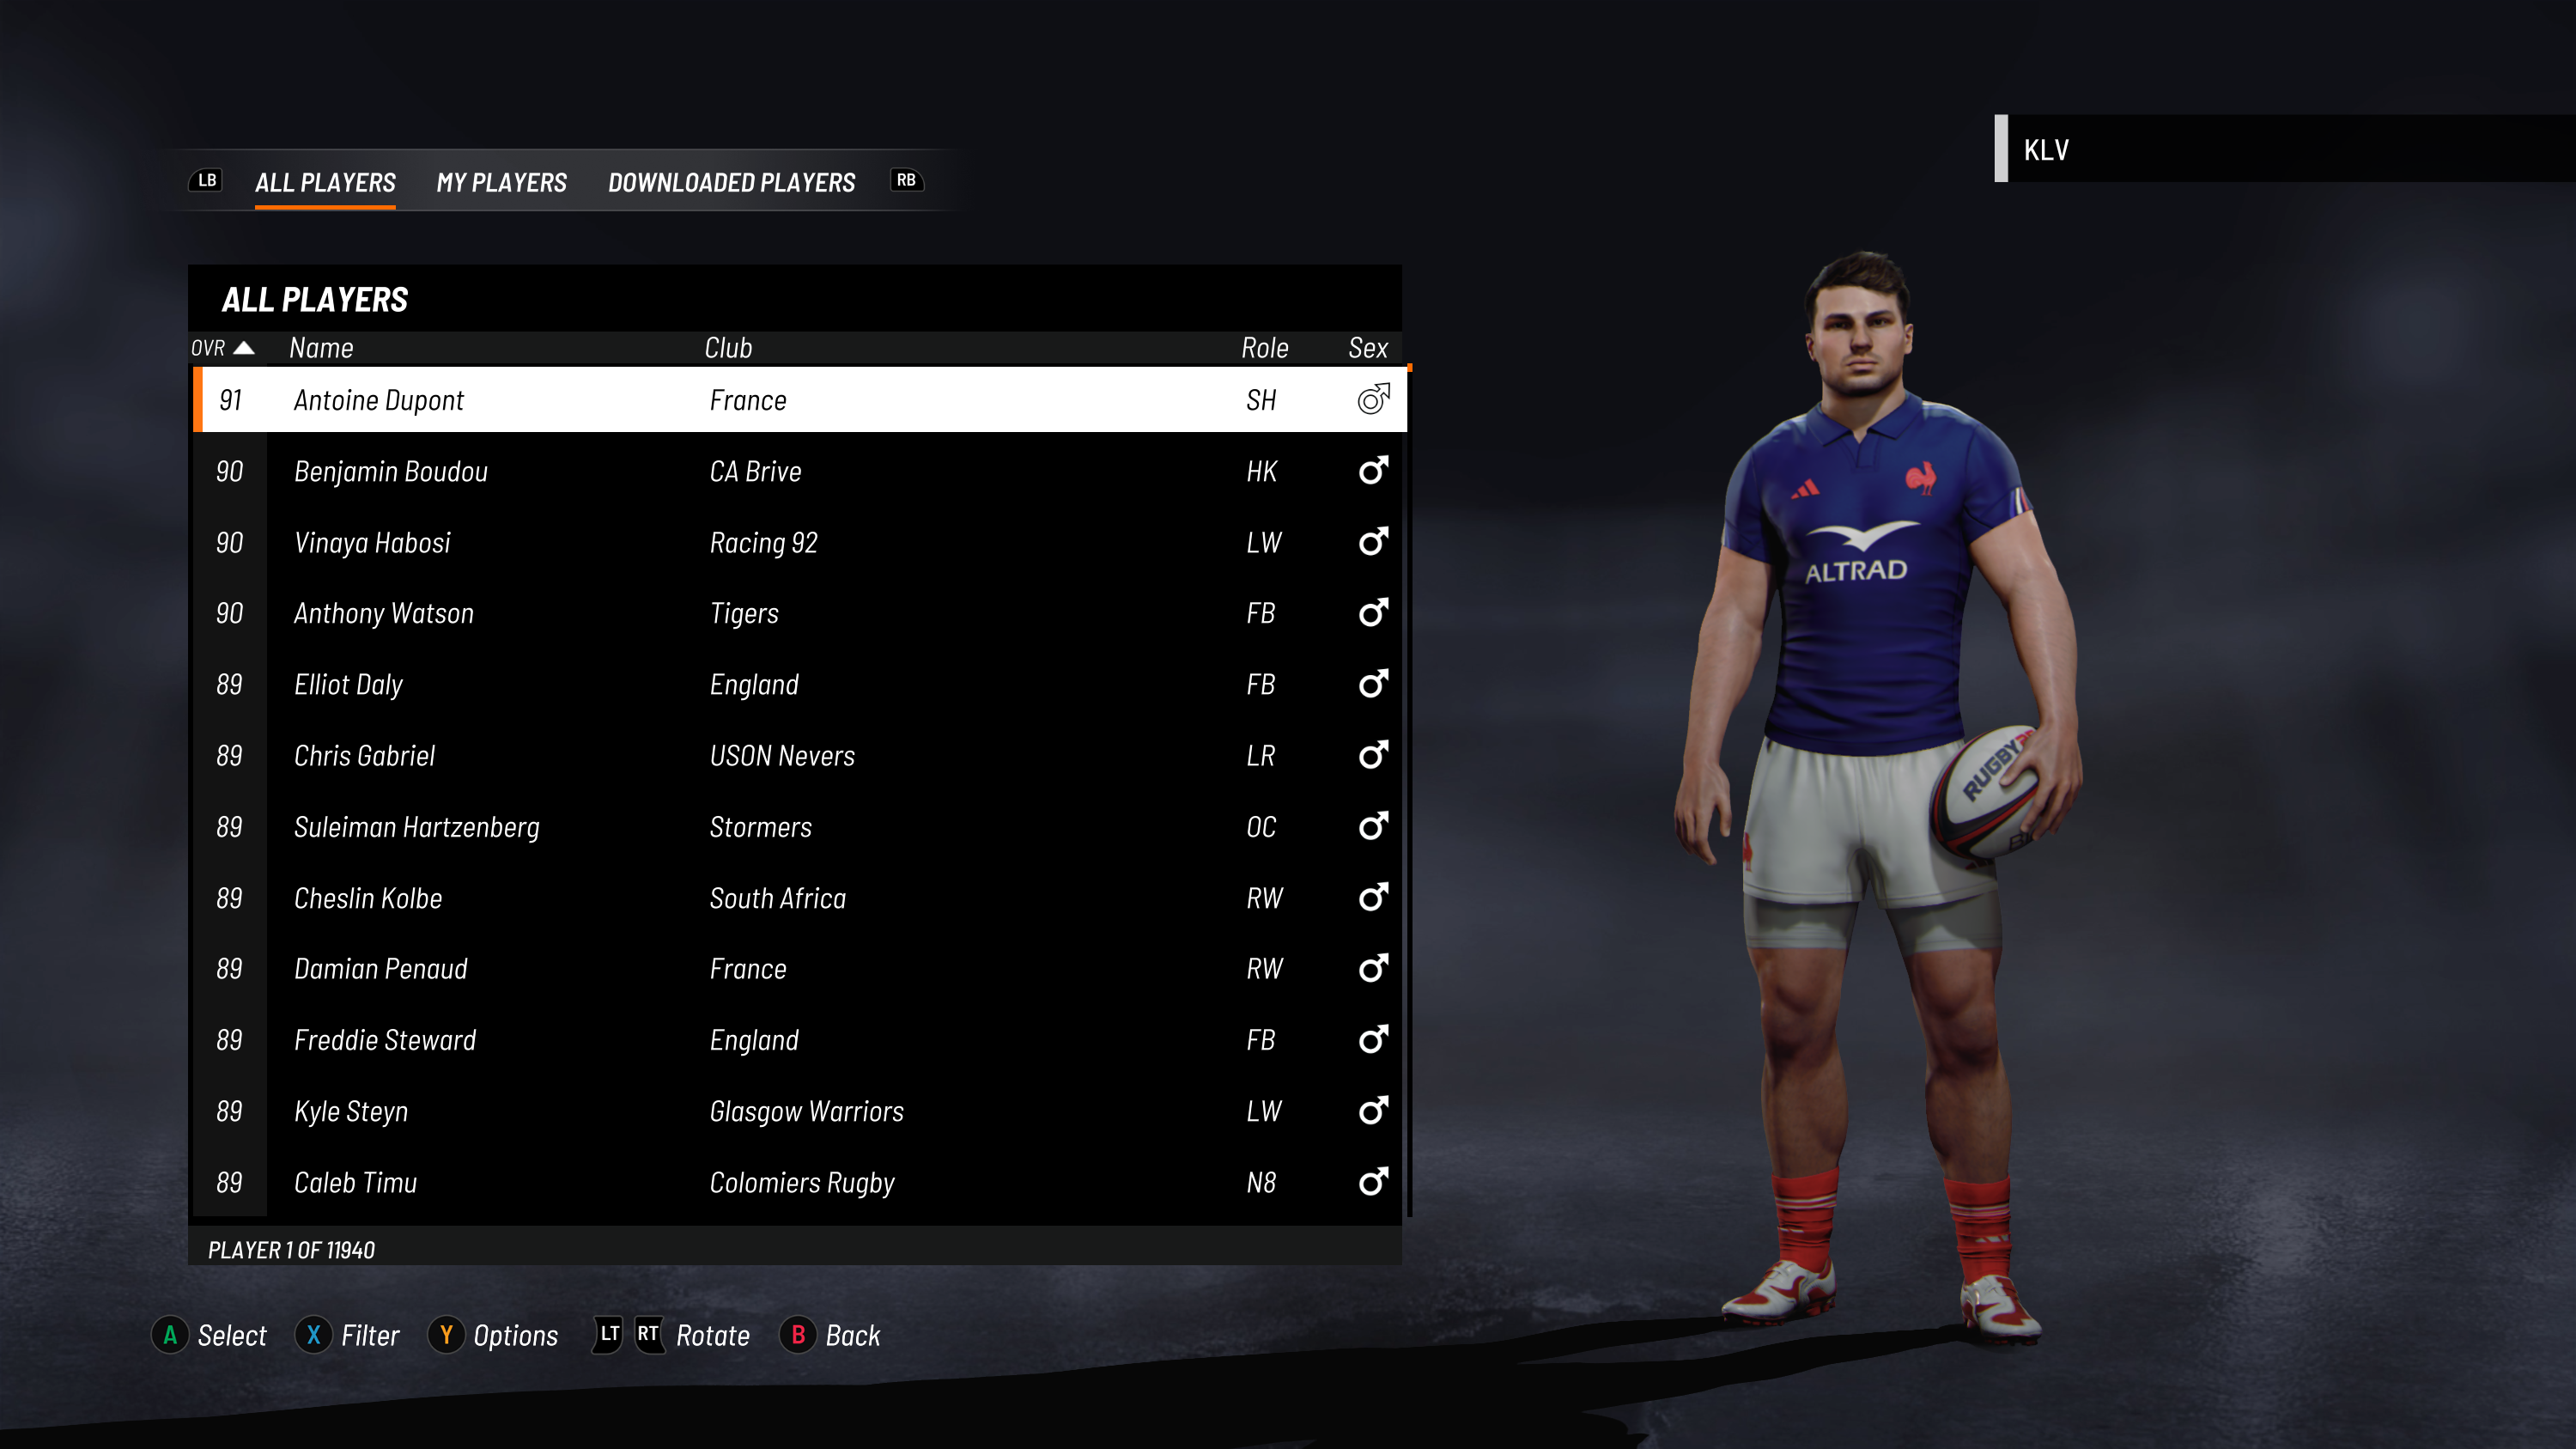 KLV
LB ALL PLAYERS MY PLAYERS DOWNLOADED PLAYERS RB
ALL PLAYERS
OVR Name Club Role Sex
91 Antoine Dupont France SH
90 Benjamin Boudou CA Brive HK
90 Vinaya Habosi Racing 92 LW
90 Anthony Watson Tigers FB
89 Elliot Daly England FB
89 Chris Gabriel USON Nevers LR
89 Suleiman Hartzenberg Stormers OC
89 Cheslin Kolbe South Africa RW
89 Damian Penaud France RW
89 Freddie Steward England FB
89 Kyle Steyn Glasgow Warriors LW
89 Caleb Timu Colomiers Rugby N8
PLAYER 1 OF 11940
A Select X Filter Y Options LT RT Rotate B Back
ALTRAD
RUGBY